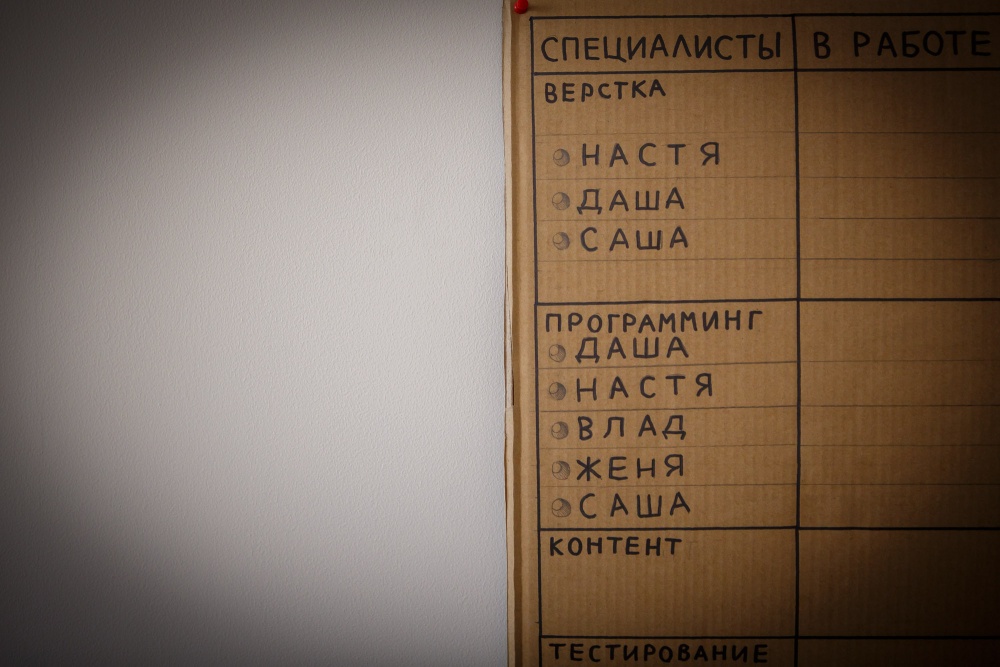 СПЕЦИАЛИСТЫ В РАБОТЕ
ВЕРСТКА
НАСТЯ
ДАША
САША
ПРОГРАММИНГ
ДАША
НАСТЯ
ВЛАД
ЖЕНЯ
САША
КОНТЕНТ
ТЕСТИРОВАНИЕ